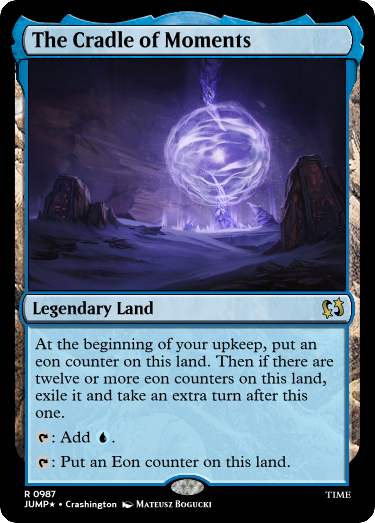 The Cradle of Moments
Legendary Land
At the beginning of your upkeep, put an
eon counter on this land. Then if there are
twelve or more eon counters on this land,
exile it and take an extra turn after this
one.
: Add .
: Put an Eon counter on this land.
R 0987
JUMP★ • Crashington Mateusz Bogucki
TIME